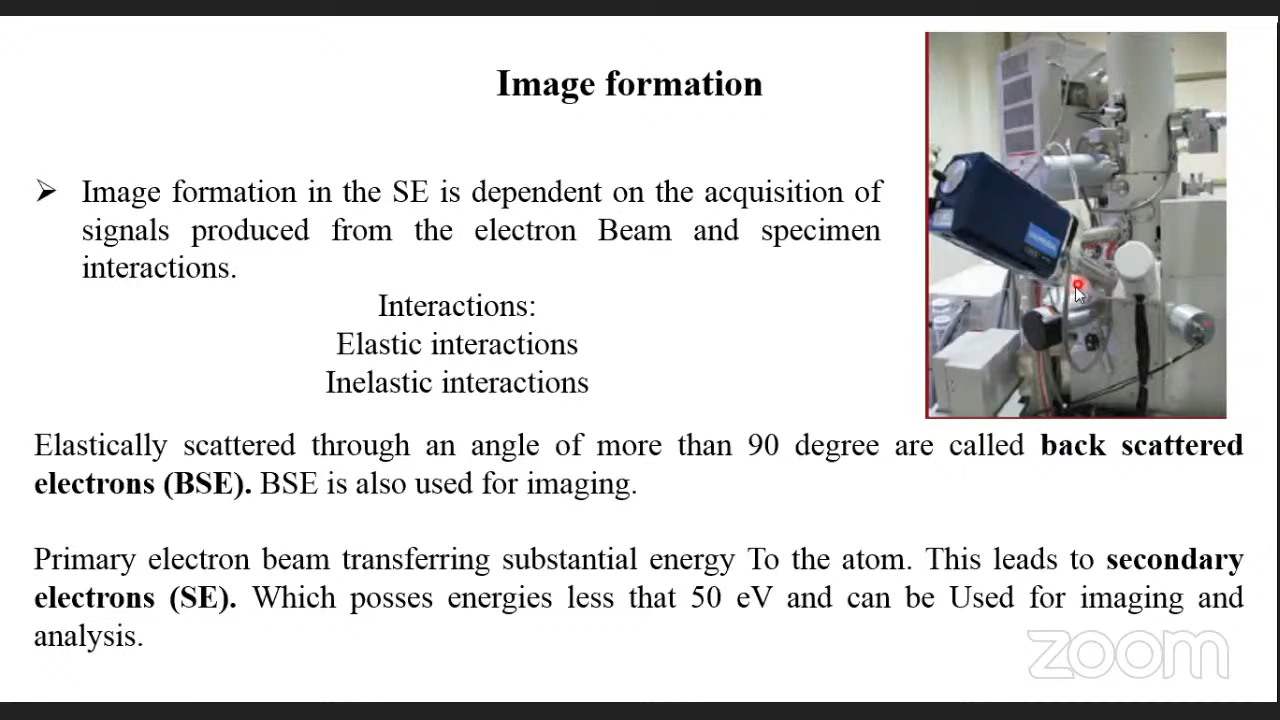 Image formation
➢ Image formation in the SE is dependent on the acquisition of
signals produced from the electron Beam and specimen
interactions.
Interactions:
Elastic interactions
Inelastic interactions
Elastically scattered through an angle of more than 90 degree are called back scattered
electrons (BSE). BSE is also used for imaging.
Primary electron beam transferring substantial energy To the atom. This leads to secondary
electrons (SE). Which posses energies less that 50 eV and can be Used for imaging and
analysis.
zoom